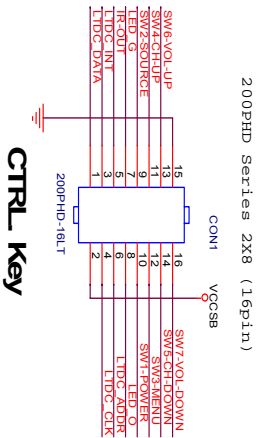 200PHD Series 2X8 (16pin)
SW6-VOL-UP
SW4-CH-UP
SW2-SOURCE
LED_G
IR-OUT
LTDC_INT
LTDC_DATA
15
13
11
9
7
5
3
1
200PHD-16LT
CON1
16
14
12
10
8
6
4
2
VCCSB
SW7-VOL-DOWN
SW5-CH-DOWN
SW3-MENU
SW1-POWER
LED_O
LTDC_ADDR
LTDC_CLK
CTRL Key